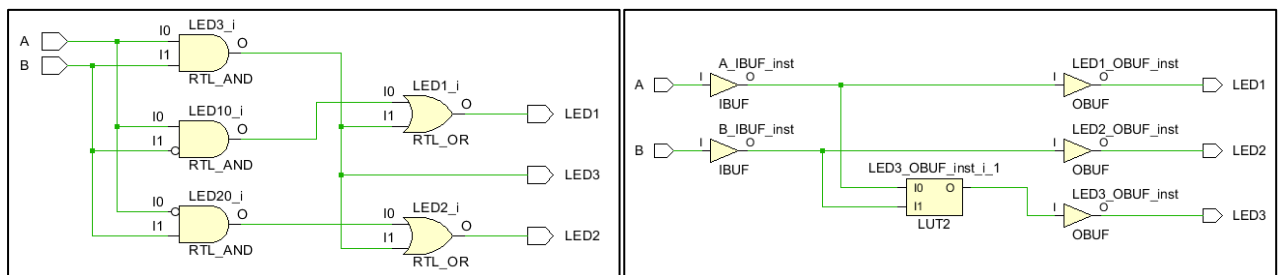 LED3_i
A
I0
O
B
I1
RTL_AND
LED10_i
I0
O
I1
RTL_AND
LED20_i
I0
O
I1
RTL_AND
LED1_i
I0
O
I1
RTL_OR
LED1
LED3
LED2_i
I0
O
I1
RTL_OR
LED2
A_IBUF_inst
A
I
O
IBUF
B_IBUF_inst
B
I
O
IBUF
LED1_OBUF_inst
I
O
LED1
OBUF
LED2_OBUF_inst
I
O
LED2
OBUF
LED3_OBUF_inst_i_1
I0
O
I1
LUT2
LED3_OBUF_inst
I
O
LED3
OBUF